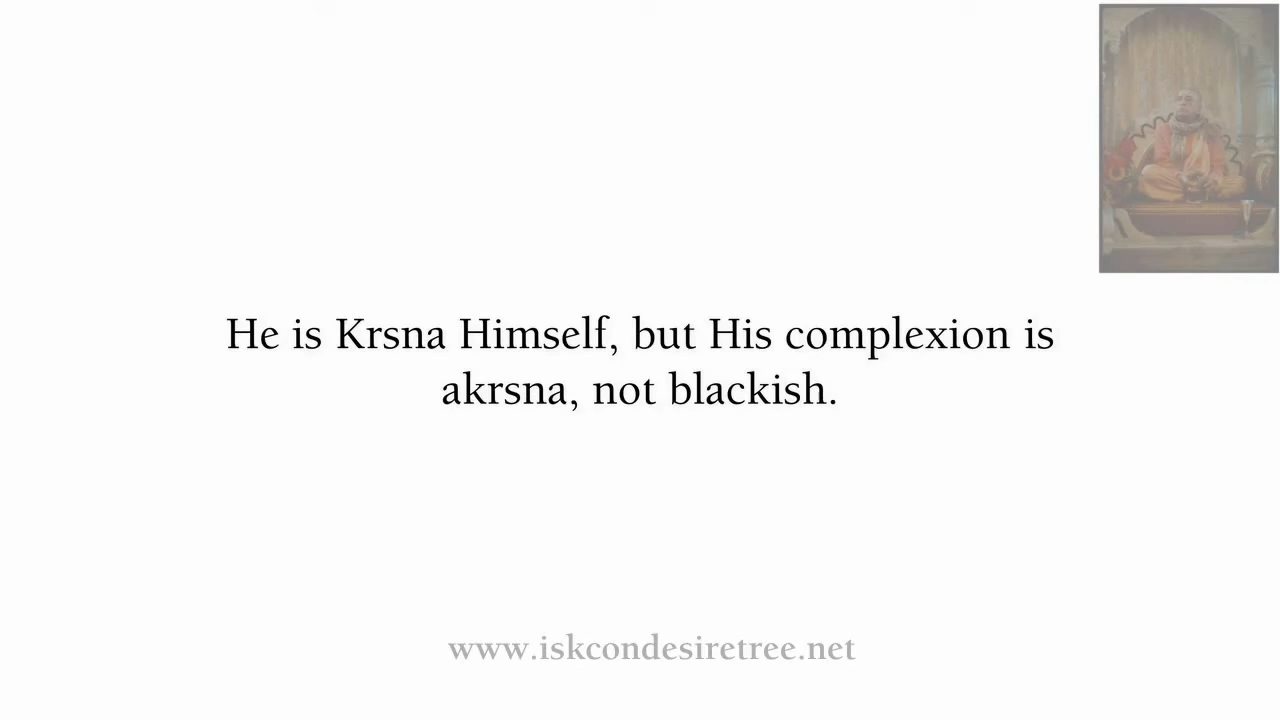 He is Krsna Himself, but His complexion is
akrsna, not blackish.
www.iskcondesiretree.net